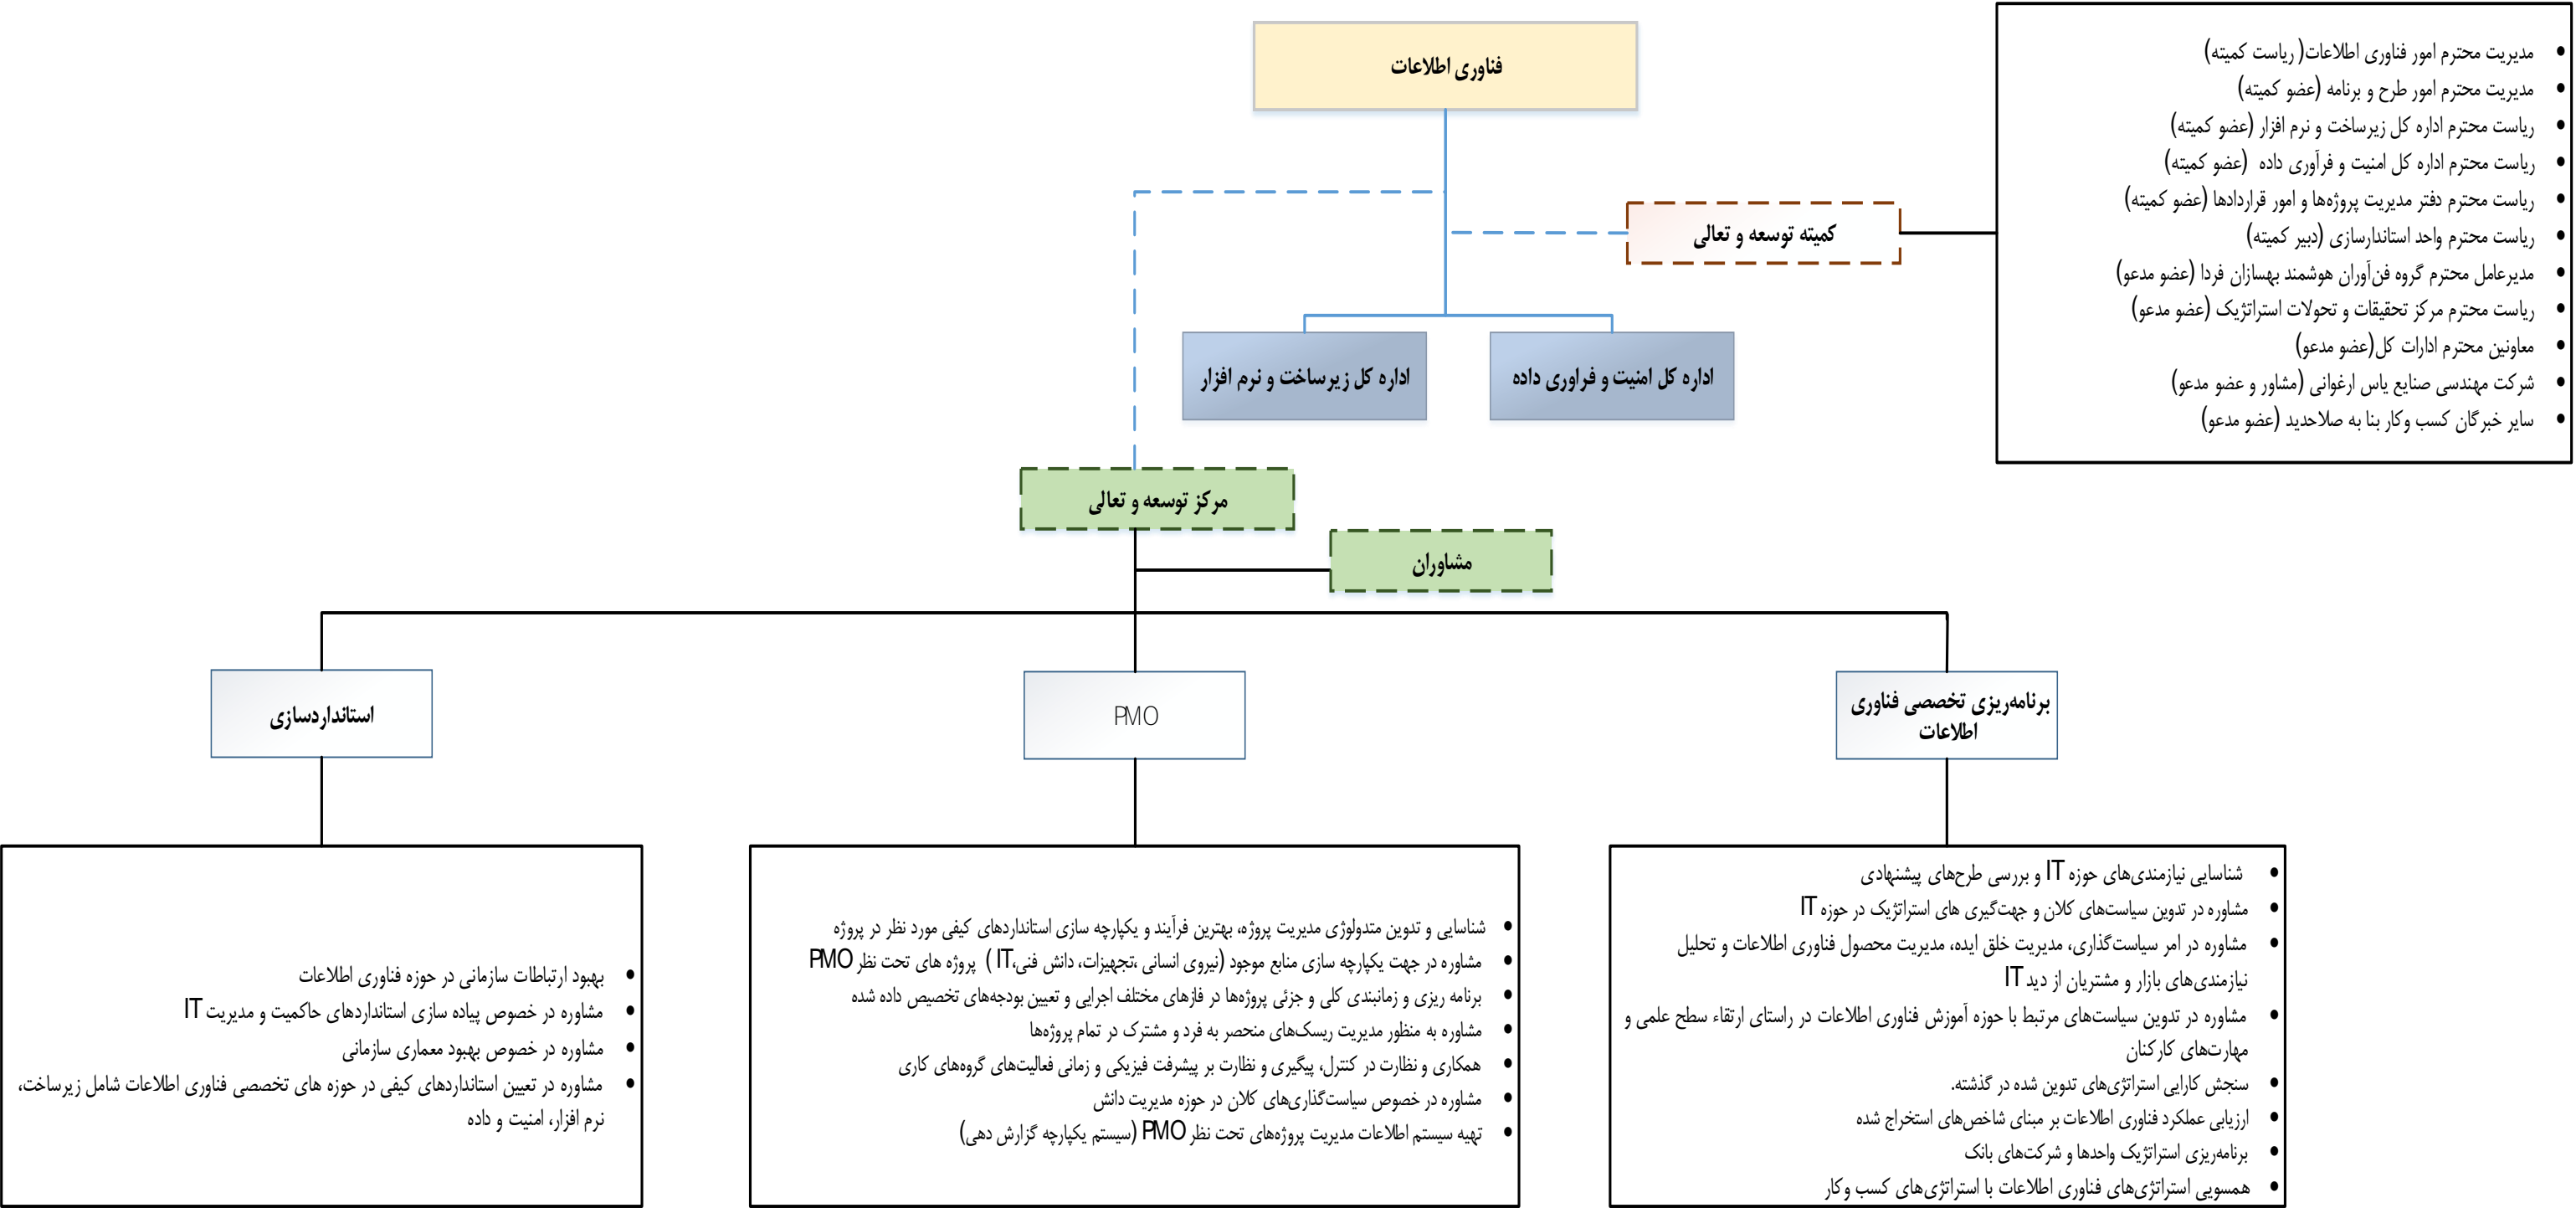 فناوری اطلاعات
• مدیریت محترم امور فناوری اطلاعات( ریاست کمیته)
• مدیریت محترم امور طرح و برنامه (عضو کمیته)
• ریاست محترم اداره کل زیرساخت و نرم افزار (عضو کمیته)
• ریاست محترم اداره کل امنیت و فرآوری داده (عضو کمیته)
• ریاست محترم دفتر مدیریت پروژه‌ها و امور قراردادها (عضو کمیته)
• ریاست محترم واحد استاندارسازی (دبیر کمیته)
• مدیرعامل محترم گروه فن‌آوران هوشمند بهسازان فردا (عضو مدعو)
• ریاست محترم مرکز تحقیقات و تحولات استراتژیک (عضو مدعو)
• معاونین محترم ادارات کل(عضو مدعو)
• شرکت مهندسی صنایع یاس ارغوانی (مشاور و عضو مدعو)
• سایر خبرگان کسب وکار بنا به صلاحدید (عضو مدعو)
کمیته توسعه و تعالی
اداره کل امنیت و فراوری داده
اداره کل زیرساخت و نرم افزار
مرکز توسعه و تعالی
مشاوران
برنامه‌ریزی تخصصی فناوری
اطلاعات
PMO
استانداردسازی
• شناسایی نیازمندی‌های حوزه IT و بررسی طرح‌های پیشنهادی
• مشاوره در تدوین سیاست‌های کلان و جهت‌گیری های استراتژیک در حوزه IT
• مشاوره در امر سیاست‌گذاری، مدیریت خلق ایده، مدیریت محصول فناوری اطلاعات و تحلیل
نیازمندی‌های بازار و مشتریان از دید IT
• مشاوره در تدوین سیاست‌های مرتبط با حوزه آموزش فناوری اطلاعات در راستای ارتقاء سطح علمی و
مهارت‌های کارکنان
• سنجش کارایی استراتژی‌های تدوین شده در گذشته.
• ارزیابی عملکرد فناوری اطلاعات بر مبنای شاخص‌های استخراج شده
• برنامه‌ریزی استراتژیک واحدها و شرکت‌های بانک
• همسویی استراتژی‌های فناوری اطلاعات با استراتژی‌های کسب وکار
• شناسایی و تدوین متدولوژی مدیریت پروژه، بهترین فرآیند و یکپارچه سازی استانداردهای کیفی مورد نظر در پروژه
• مشاوره در جهت یکپارچه سازی منابع موجود (نیروی انسانی ،تجهیزات، دانش فنی،IT ) پروژه های تحت نظر PMO
• برنامه ریزی و زمانبندی کلی و جزئی پروژه‌ها در فازهای مختلف اجرایی و تعیین بودجه‌های تخصیص داده شده
• مشاوره به منظور مدیریت ریسک‌های منحصر به فرد و مشترک در تمام پروژه‌ها
• همکاری و نظارت در کنترل، پیگیری و نظارت بر پیشرفت فیزیکی و زمانی فعالیت‌های گروه‌های کاری
• مشاوره در خصوص سیاست‌گذاری‌های کلان در حوزه مدیریت دانش
• تهیه سیستم اطلاعات مدیریت پروژه‌های تحت نظر PMO (سیستم یکپارچه گزارش دهی)
• بهبود ارتباطات سازمانی در حوزه فناوری اطلاعات
• مشاوره در خصوص پیاده سازی استانداردهای حاکمیت و مدیریت IT
• مشاوره در خصوص بهبود معماری سازمانی
• مشاوره در تعیین استانداردهای کیفی در حوزه های تخصصی فناوری اطلاعات شامل زیرساخت،
نرم افزار، امنیت و داده